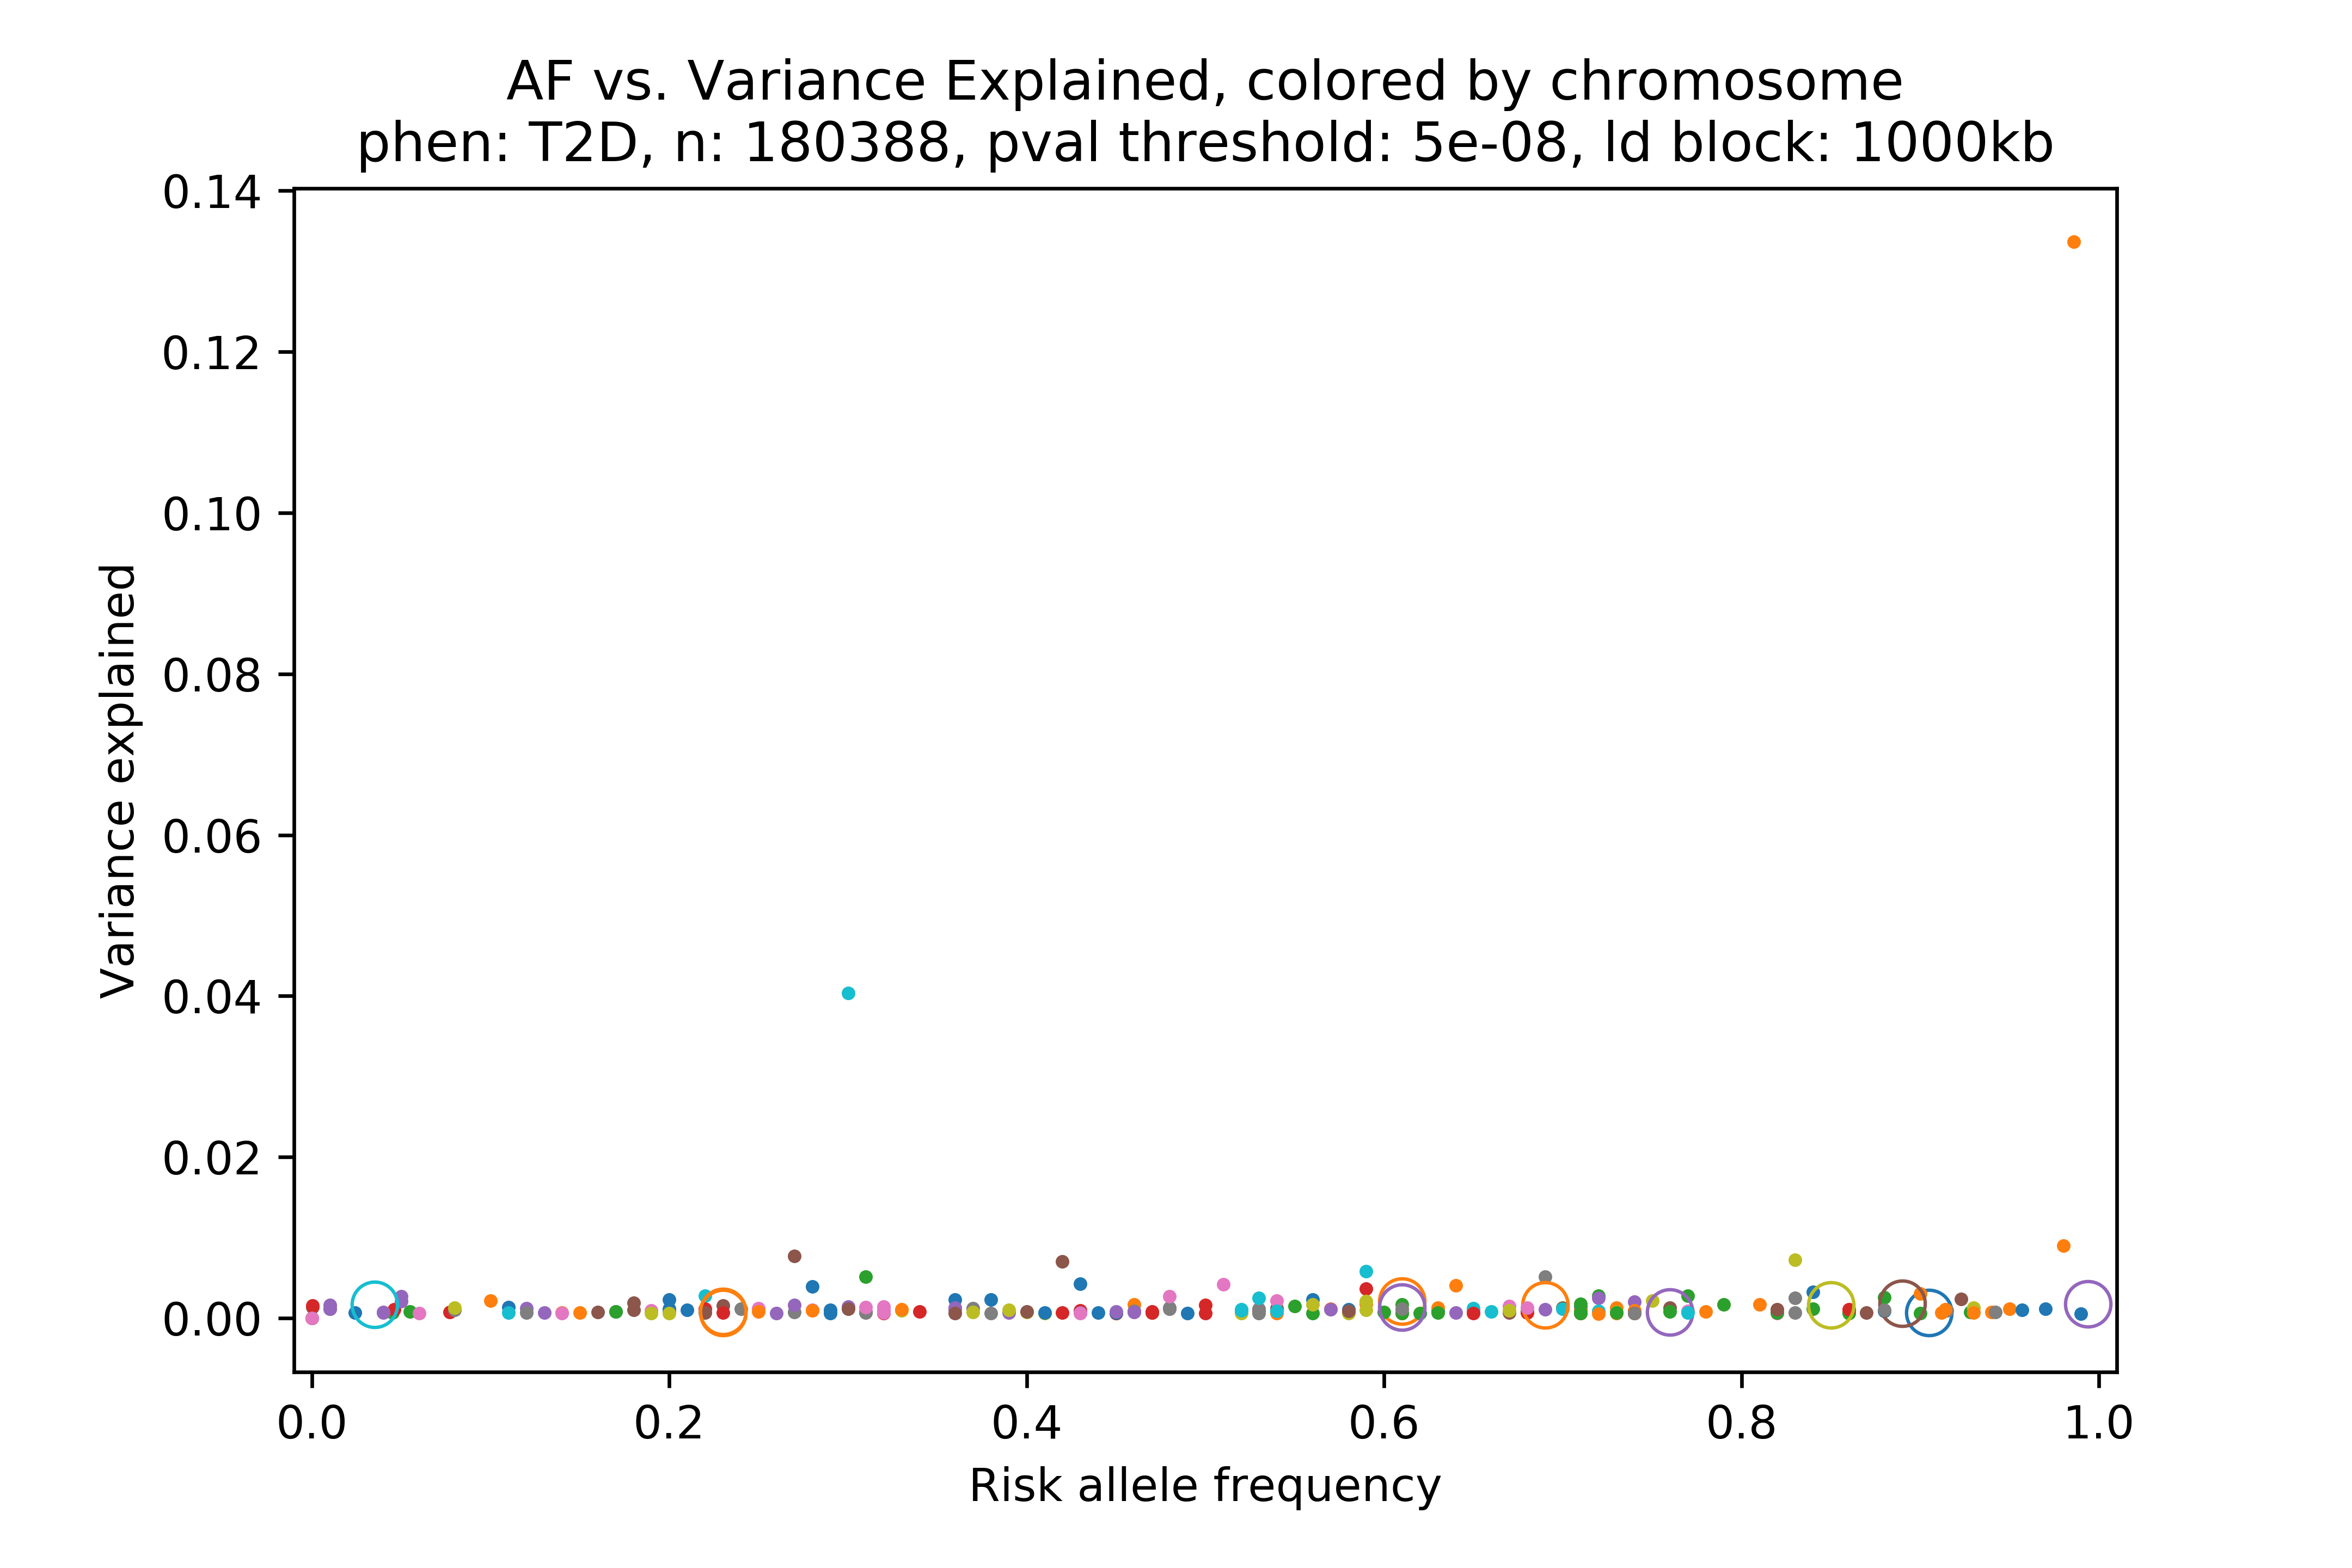 AF vs. Variance Explained, colored by chromosome
phen: T2D, n: 180388, pval threshold: 5e-08, ld block: 1000kb
0.14
0.12
0.10
0.08
0.06
0.04
0.02
0.00
Variance explained
0.0 0.2 0.4 0.6 0.8 1.0
Risk allele frequency